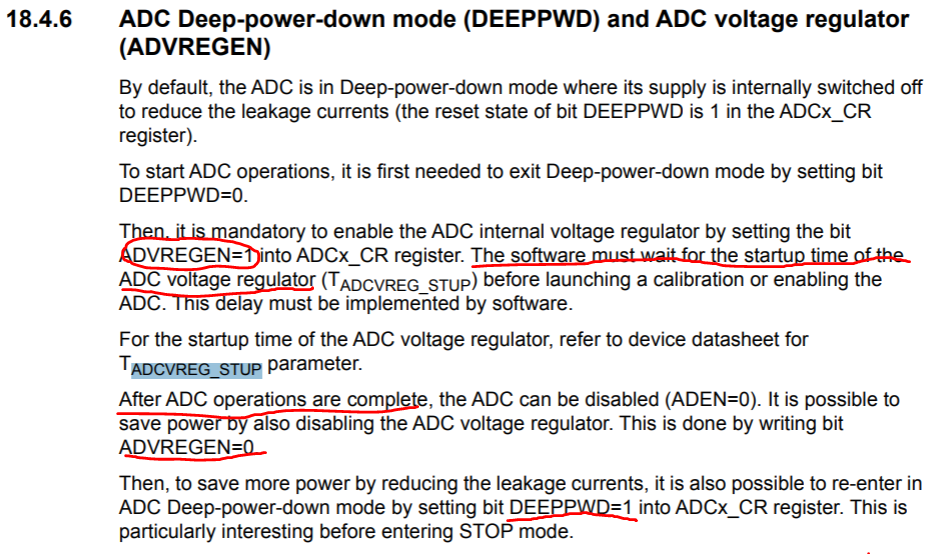 18.4.6 ADC Deep-power-down mode (DEEPPWD) and ADC voltage regulator
(ADVREGEN)
By default, the ADC is in Deep-power-down mode where its supply is internally switched off
to reduce the leakage currents (the reset state of bit DEEPPWD is 1 in the ADCx_CR
register).
To start ADC operations, it is first needed to exit Deep-power-down mode by setting bit
DEEPPWD=0.
Then, it is mandatory to enable the ADC internal voltage regulator by setting the bit
ADVREGEN=1 into ADCx_CR register. The software must wait for the startup time of the
ADC voltage regulator (TADCVREG_STUP) before launching a calibration or enabling the
ADC. This delay must be implemented by software.
For the startup time of the ADC voltage regulator, refer to device datasheet for
TADCVREG_STUP parameter.
After ADC operations are complete, the ADC can be disabled (ADEN=0). It is possible to
save power by also disabling the ADC voltage regulator. This is done by writing bit
ADVREGEN=0.
Then, to save more power by reducing the leakage currents, it is also possible to re-enter in
ADC Deep-power-down mode by setting bit DEEPPWD=1 into ADCx_CR register. This is
particularly interesting before entering STOP mode.